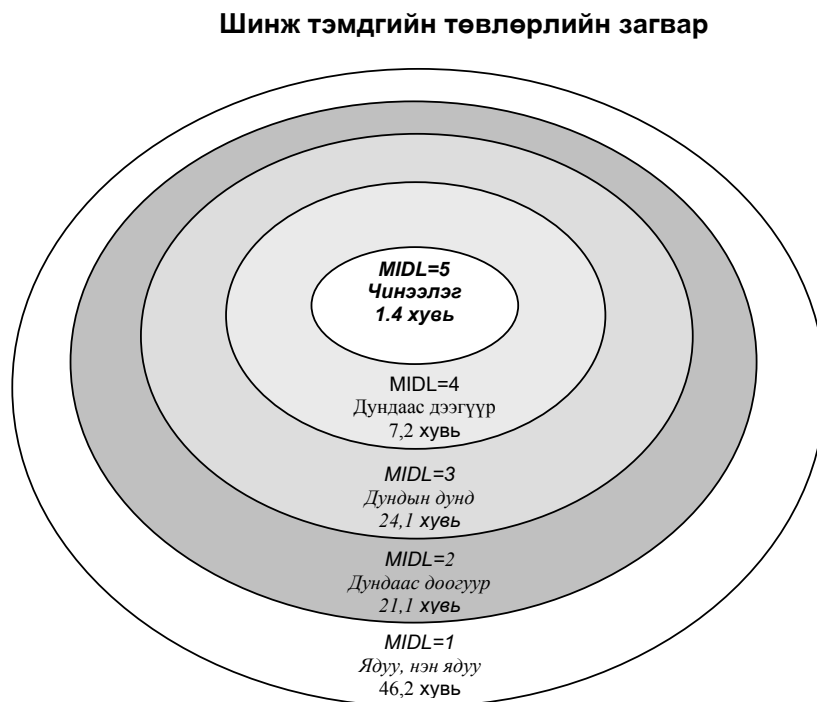 Шинж тэмдгийн төвлөрлийн загвар
MIDL=5
Чинээлэг
1.4 хувь
MIDL=4
Дундаас дээгүүр
7,2 хувь
MIDL=3
Дундын дунд
24,1 хувь
MIDL=2
Дундаас доогуур
21,1 хувь
MIDL=1
Ядуу, нэн ядуу
46,2 хувь